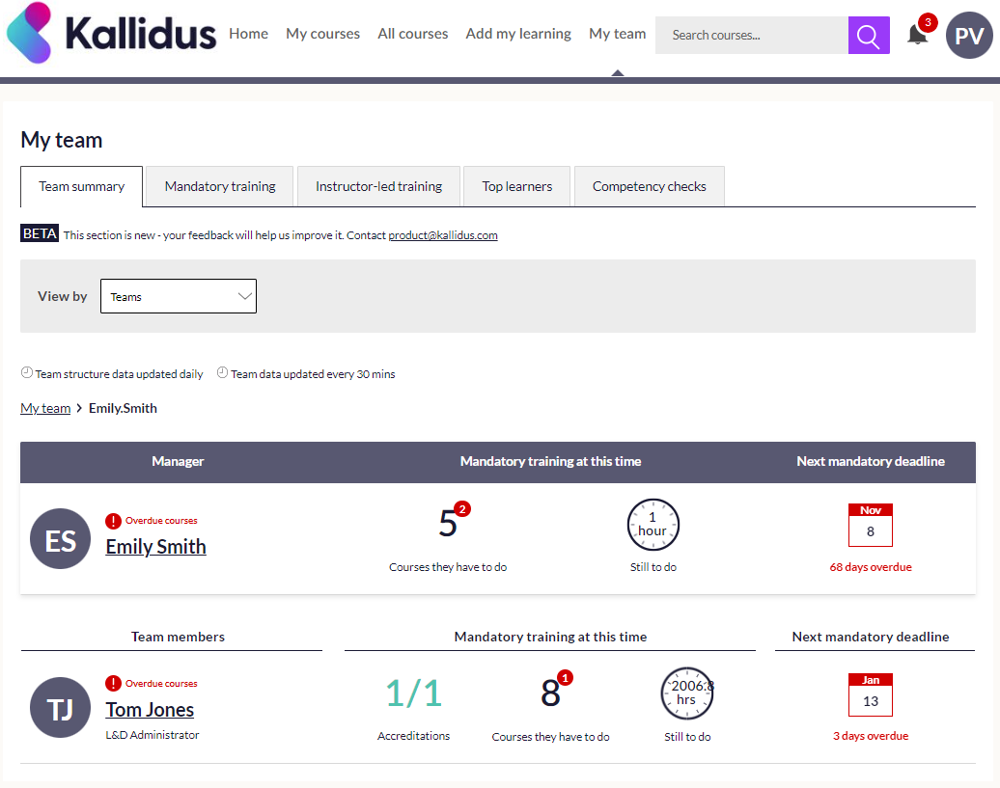 Kallidus
Home My courses All courses Add my learning My team Search courses... 3 PV
My team
Team summary Mandatory training Instructor-led training Top learners Competency checks
BETA This section is new - your feedback will help us improve it. Contact product@kallidus.com
View by Teams
Team structure data updated daily Team data updated every 30 mins
My team > Emily.Smith
Manager Mandatory training at this time Next mandatory deadline
ES
! Overdue courses
Emily Smith
5 2
Courses they have to do
1
hour
Still to do
Nov
8
68 days overdue
Team members Mandatory training at this time Next mandatory deadline
TJ
! Overdue courses
Tom Jones
L&D Administrator
1/1
Accreditations
8 1
Courses they have to do
2006.8
hrs
Still to do
Jan
13
3 days overdue